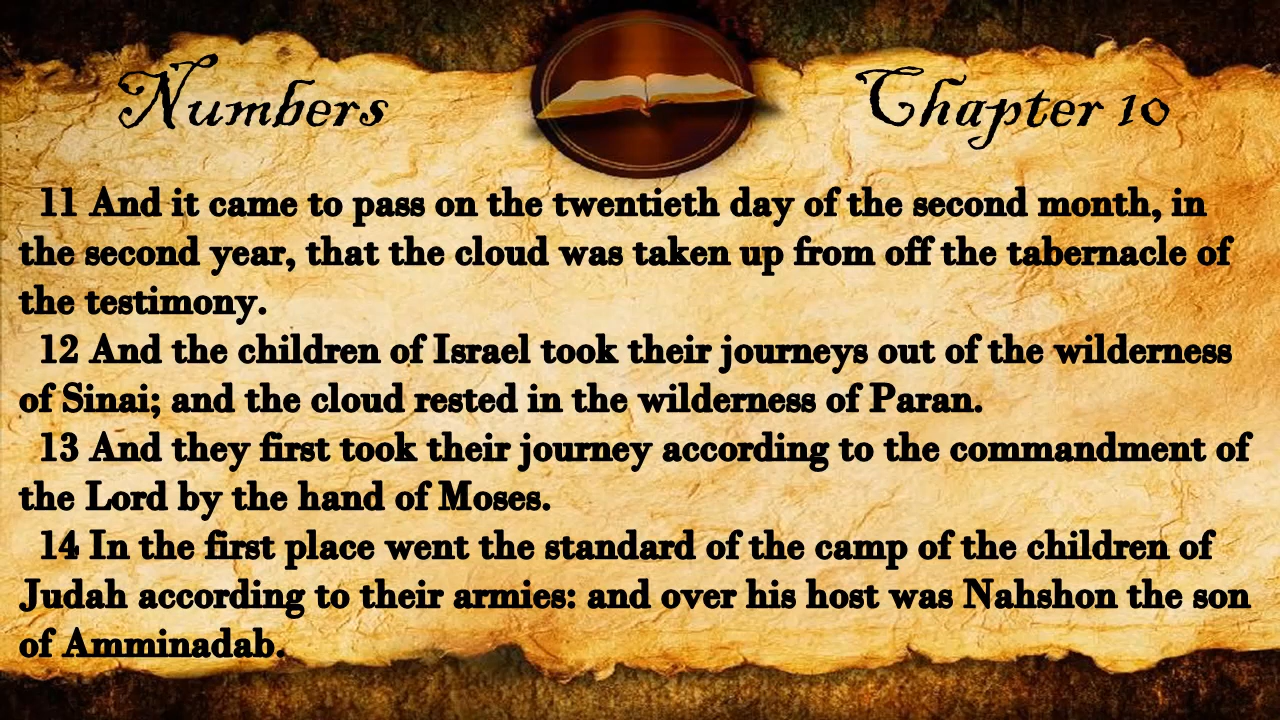 Numbers
Chapter 10
11 And it came to pass on the twentieth day of the second month, in
the second year, that the cloud was taken up from off the tabernacle of
the testimony.
12 And the children of Israel took their journeys out of the wilderness
of Sinai; and the cloud rested in the wilderness of Paran.
13 And they first took their journey according to the commandment of
the Lord by the hand of Moses.
14 In the first place went the standard of the camp of the children of
Judah according to their armies: and over his host was Nahshon the son
of Amminadab.